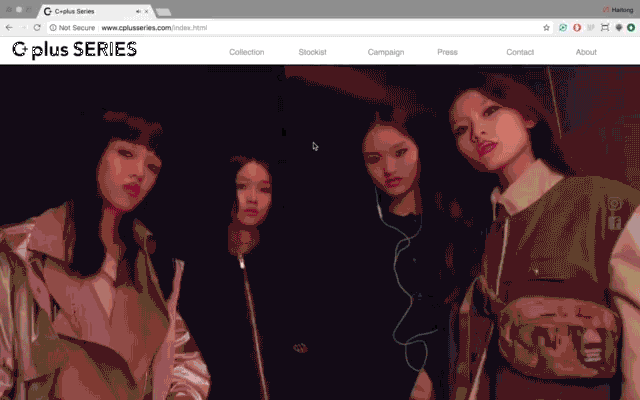 C+plus Series
Haitong
Not Secure www.cplusseries.com/index.html
C+plus SERIES
Collection Stockist Campaign Press Contact About